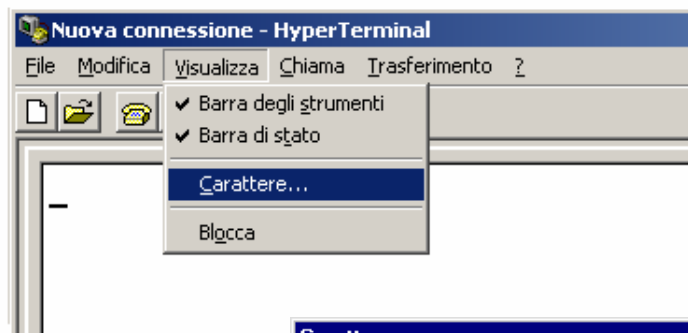 Nuova connessione - HyperTerminal
File Modifica Visualizza Chiama Trasferimento ?
Barra degli strumenti
Barra di stato
Carattere...
Blocca